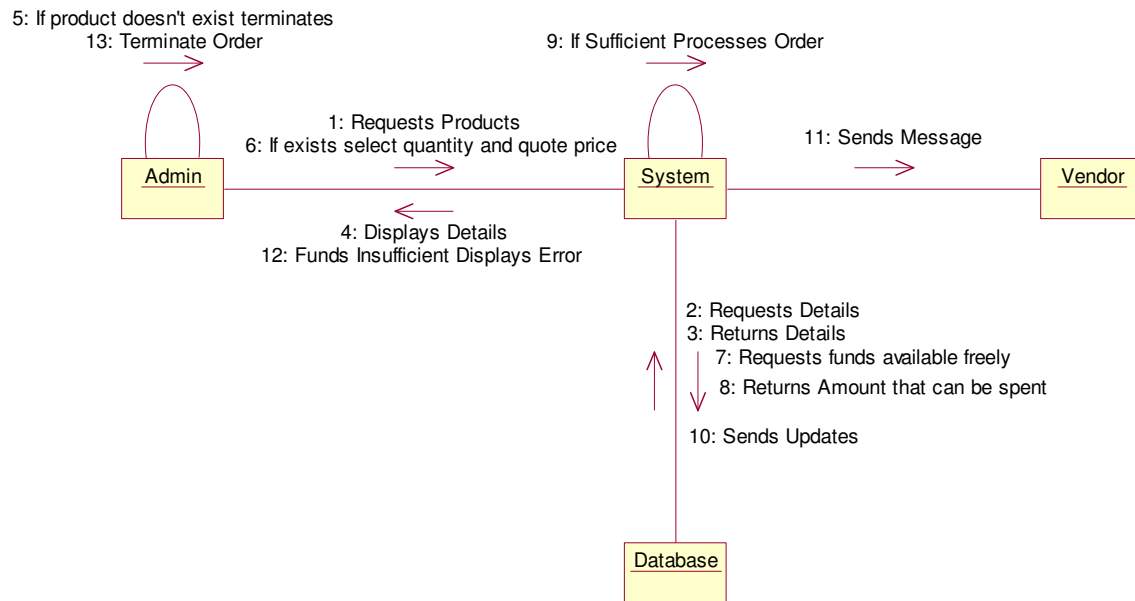 5: If product doesn't exist terminates
13: Terminate Order
9: If Sufficient Processes Order
1: Requests Products
6: If exists select quantity and quote price
11: Sends Message
Admin
System
Vendor
4: Displays Details
12: Funds Insufficient Displays Error
2: Requests Details
3: Returns Details
7: Requests funds available freely
8: Returns Amount that can be spent
10: Sends Updates
Database